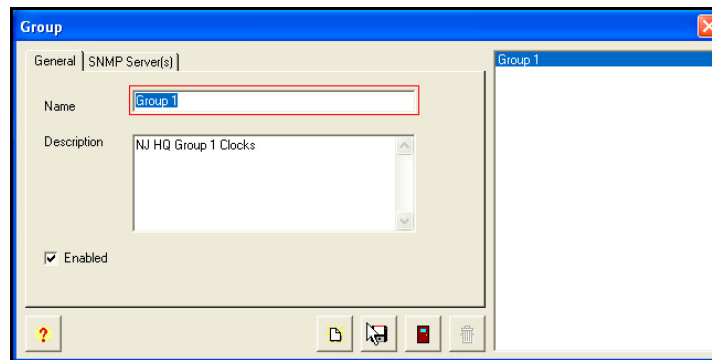 Group
General SNMP Server(s)
Group 1
Name Group 1
Description NJ HQ Group 1 Clocks
Enabled
?